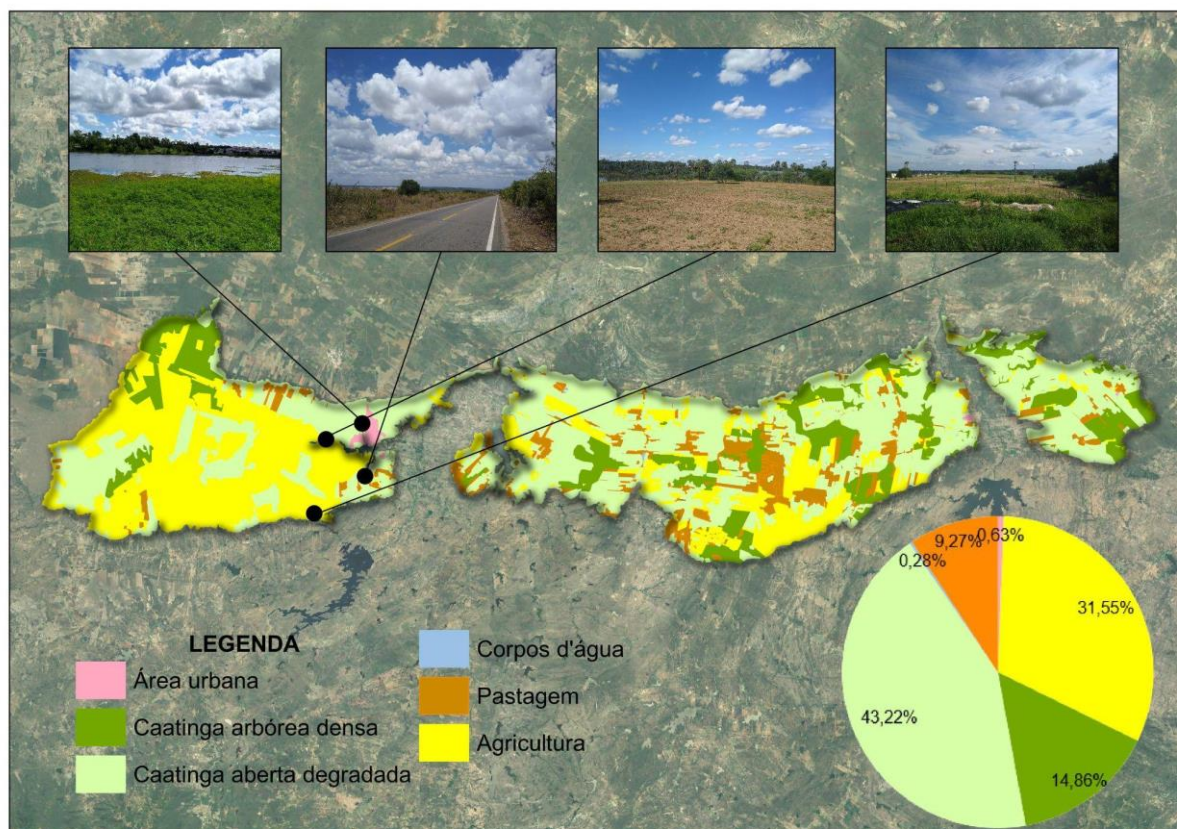 LEGENDA
Área urbana
Caatinga arbórea densa
Caatinga aberta degradada
Corpos d'água
Pastagem
Agricultura
0,63%
9,27%
0,28%
31,55%
43,22%
14,86%